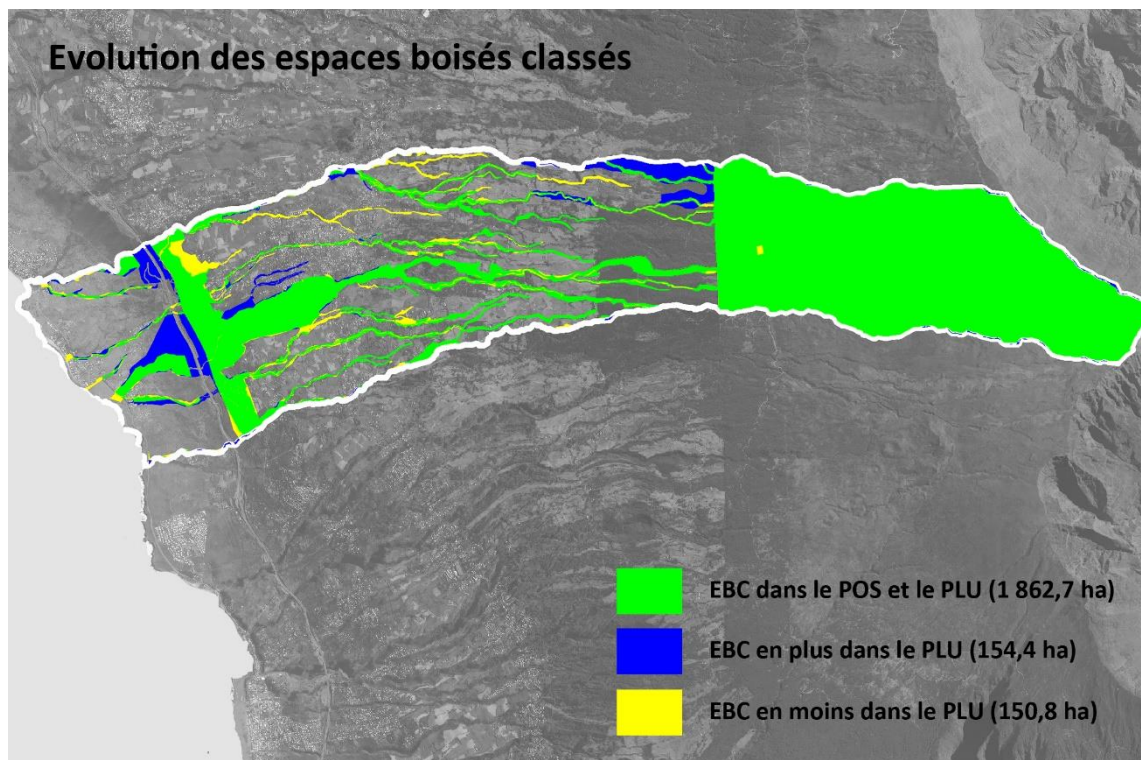 Evolution des espaces boisés classés
EBC dans le POS et le PLU (1 862,7 ha)
EBC en plus dans le PLU (154,4 ha)
EBC en moins dans le PLU (150,8 ha)